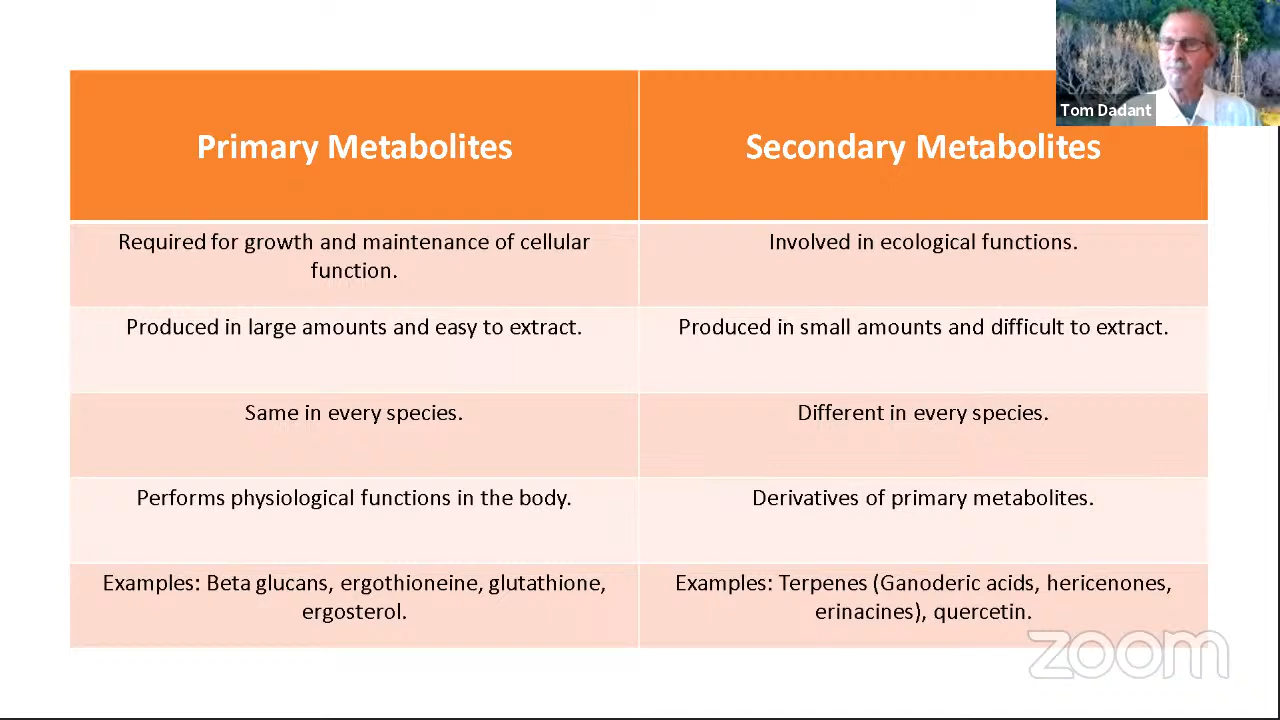 Tom Dadant
Primary Metabolites
Secondary Metabolites
Required for growth and maintenance of cellular
function.
Involved in ecological functions.
Produced in large amounts and easy to extract.
Produced in small amounts and difficult to extract.
Same in every species.
Different in every species.
Performs physiological functions in the body.
Derivatives of primary metabolites.
Examples: Beta glucans, ergothioneine, glutathione,
ergosterol.
Examples: Terpenes (Ganoderic acids, hericenones,
erinacines), quercetin.
zoom